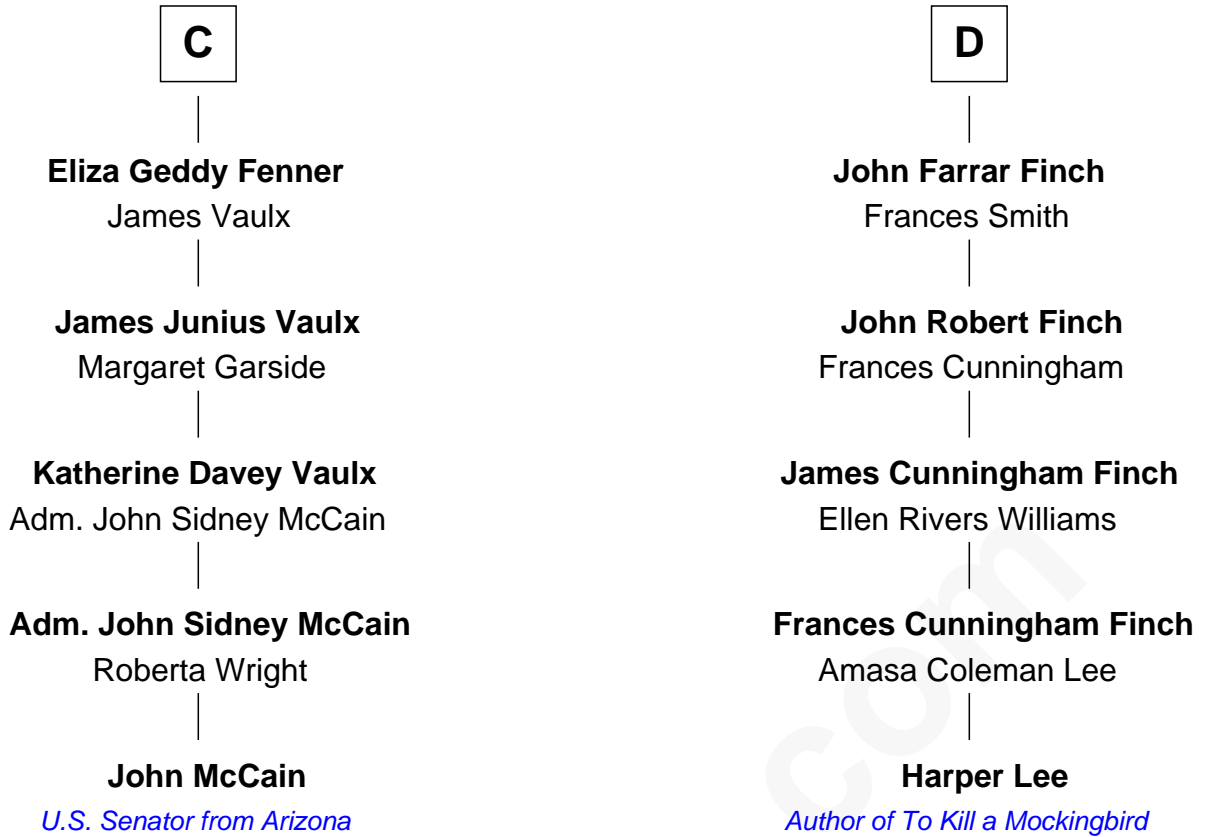 C
Eliza Geddy Fenner
James Vaulx
James Junius Vaulx
Margaret Garside
Katherine Davey Vaulx
Adm. John Sidney McCain
Adm. John Sidney McCain
Roberta Wright
John McCain
U.S. Senator from Arizona
D
John Farrar Finch
Frances Smith
John Robert Finch
Frances Cunningham
James Cunningham Finch
Ellen Rivers Williams
Frances Cunningham Finch
Amasa Coleman Lee
Harper Lee
Author of To Kill a Mockingbird
com